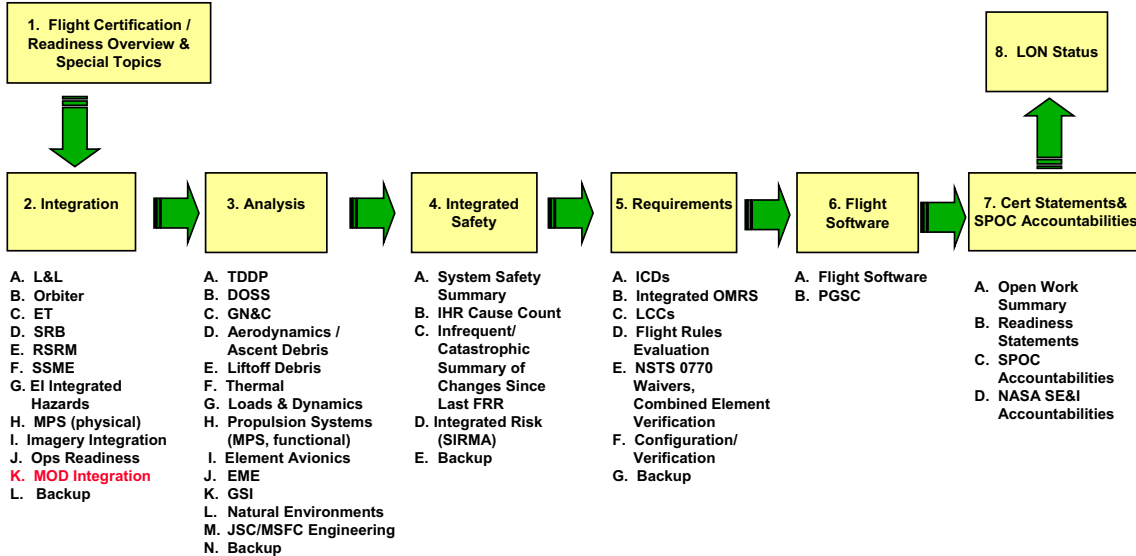 1. Flight Certification /
Readiness Overview &
Special Topics
8. LON Status
2. Integration
3. Analysis
4. Integrated
Safety
5. Requirements
6. Flight
Software
7. Cert Statements&
SPOC Accountabilities
A. L&L
B. Orbiter
C. ET
D. SRB
E. RSRM
F. SSME
G. EI Integrated
Hazards
H. MPS (physical)
I. Imagery Integration
J. Ops Readiness
K. MOD Integration
L. Backup
A. TDDP
B. DOSS
C. GN&C
D. Aerodynamics /
Ascent Debris
E. Liftoff Debris
F. Thermal
G. Loads & Dynamics
H. Propulsion Systems
(MPS, functional)
I. Element Avionics
J. EME
K. GSI
L. Natural Environments
M. JSC/MSFC Engineering
N. Backup
A. System Safety
Summary
B. IHR Cause Count
C. Infrequent/
Catastrophic
Summary of
Changes Since
Last FRR
D. Integrated Risk
(SIRMA)
E. Backup
A. ICDs
B. Integrated OMRS
C. LCCs
D. Flight Rules
Evaluation
E. NSTS 0770
Waivers,
Combined Element
Verification
F. Configuration/
Verification
G. Backup
A. Flight Software
B. PGSC
A. Open Work
Summary
B. Readiness
Statements
C. SPOC
Accountabilities
D. NASA SE&I
Accountabilities